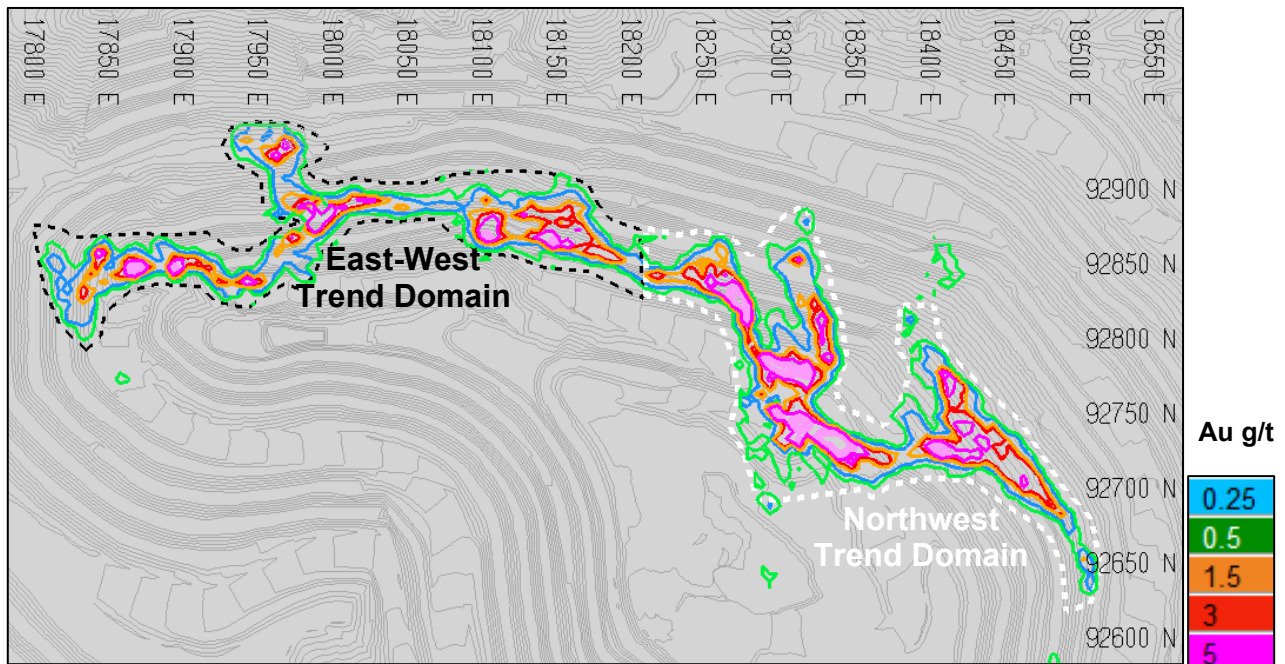 17800 E
17850 E
17900 E
17950 E
18000 E
18050 E
18100 E
18150 E
18200 E
18250 E
18300 E
18350 E
18400 E
18450 E
18500 E
18550 E
92900 N
92850 N
92800 N
92750 N
92700 N
92650 N
92600 N
East-West
Trend Domain
Northwest
Trend Domain
Au g/t
0.25
0.5
1.5
3
5